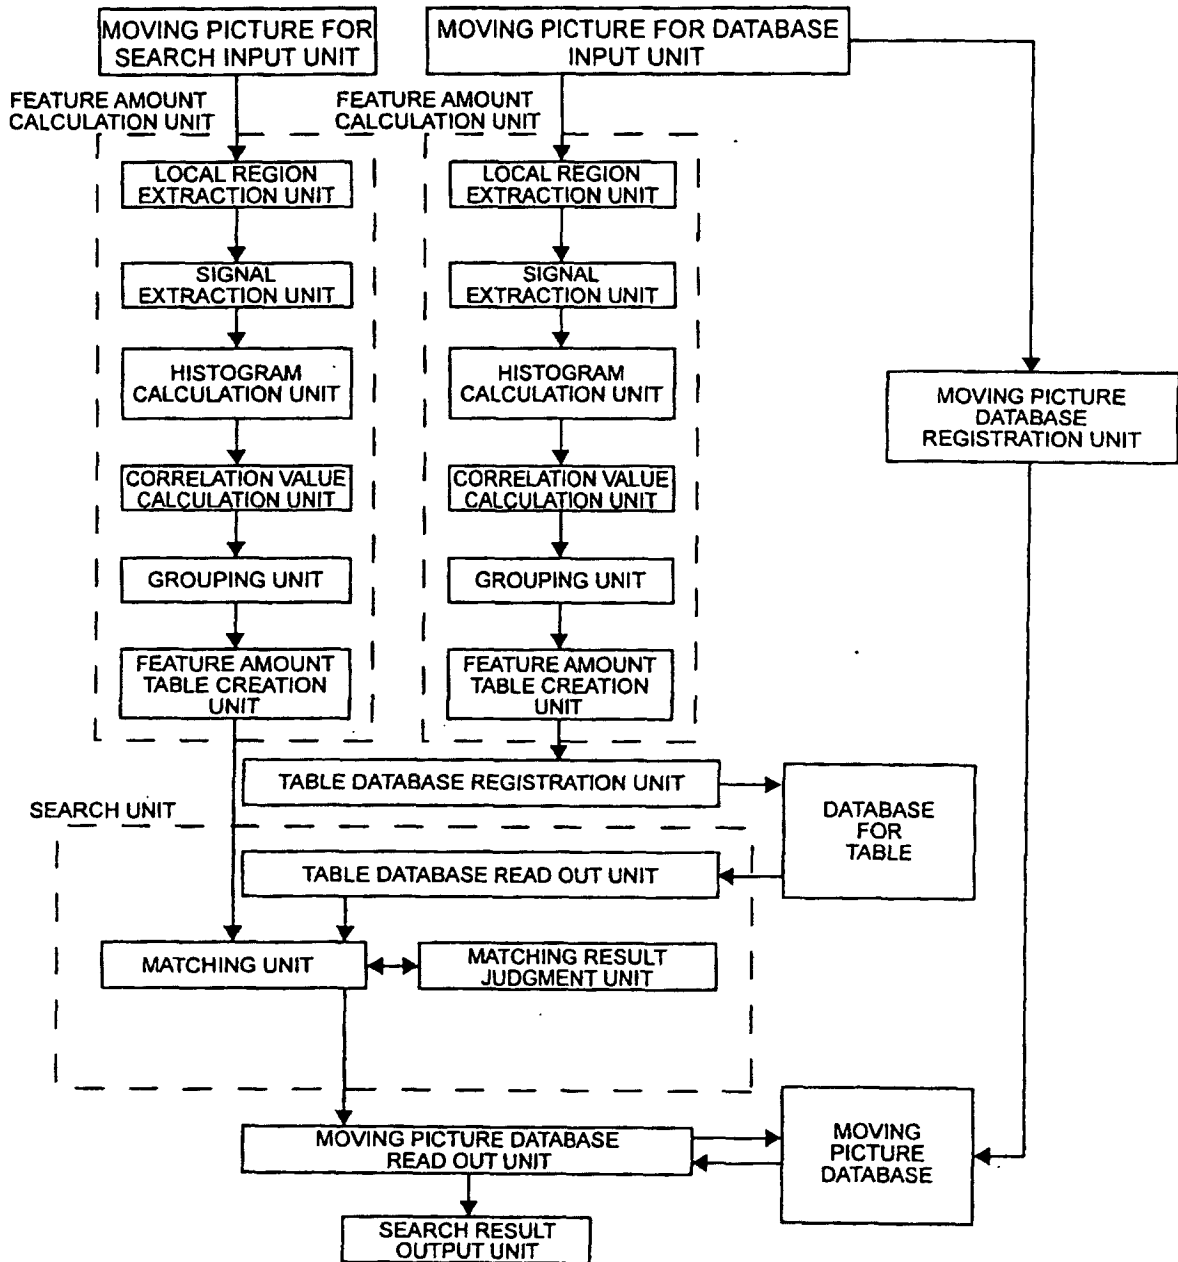 MOVING PICTURE FOR
SEARCH INPUT UNIT
MOVING PICTURE FOR DATABASE
INPUT UNIT
FEATURE AMOUNT
CALCULATION UNIT
FEATURE AMOUNT
CALCULATION UNIT
LOCAL REGION
EXTRACTION UNIT
LOCAL REGION
EXTRACTION UNIT
SIGNAL
EXTRACTION UNIT
SIGNAL
EXTRACTION UNIT
HISTOGRAM
CALCULATION UNIT
HISTOGRAM
CALCULATION UNIT
MOVING PICTURE
DATABASE
REGISTRATION UNIT
CORRELATION VALUE
CALCULATION UNIT
CORRELATION VALUE
CALCULATION UNIT
GROUPING UNIT
GROUPING UNIT
FEATURE AMOUNT
TABLE CREATION
UNIT
FEATURE AMOUNT
TABLE CREATION
UNIT
TABLE DATABASE REGISTRATION UNIT
SEARCH UNIT
DATABASE
FOR
TABLE
TABLE DATABASE READ OUT UNIT
MATCHING UNIT
MATCHING RESULT
JUDGMENT UNIT
MOVING PICTURE DATABASE
READ OUT UNIT
MOVING
PICTURE
DATABASE
SEARCH RESULT
OUTPUT UNIT